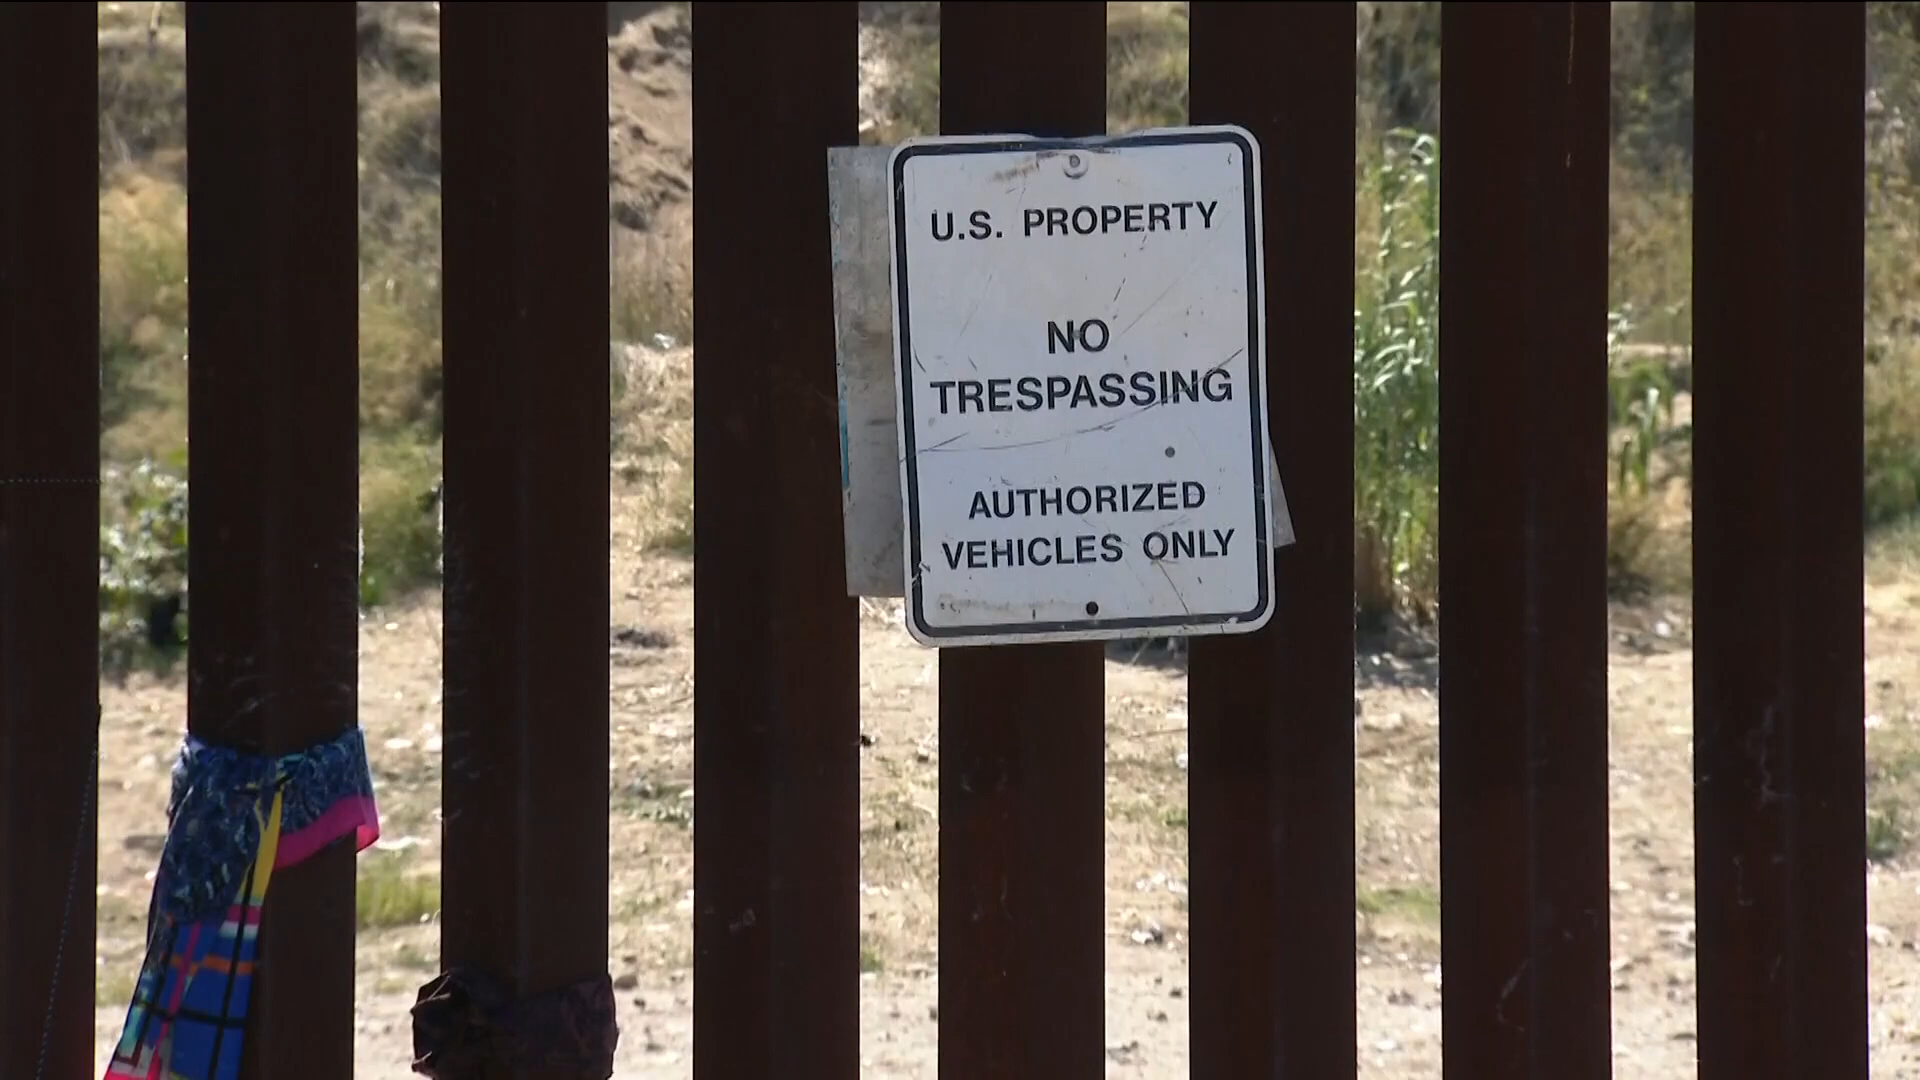 U.S. PROPERTY
NO
TRESPASSING
AUTHORIZED
VEHICLES ONLY